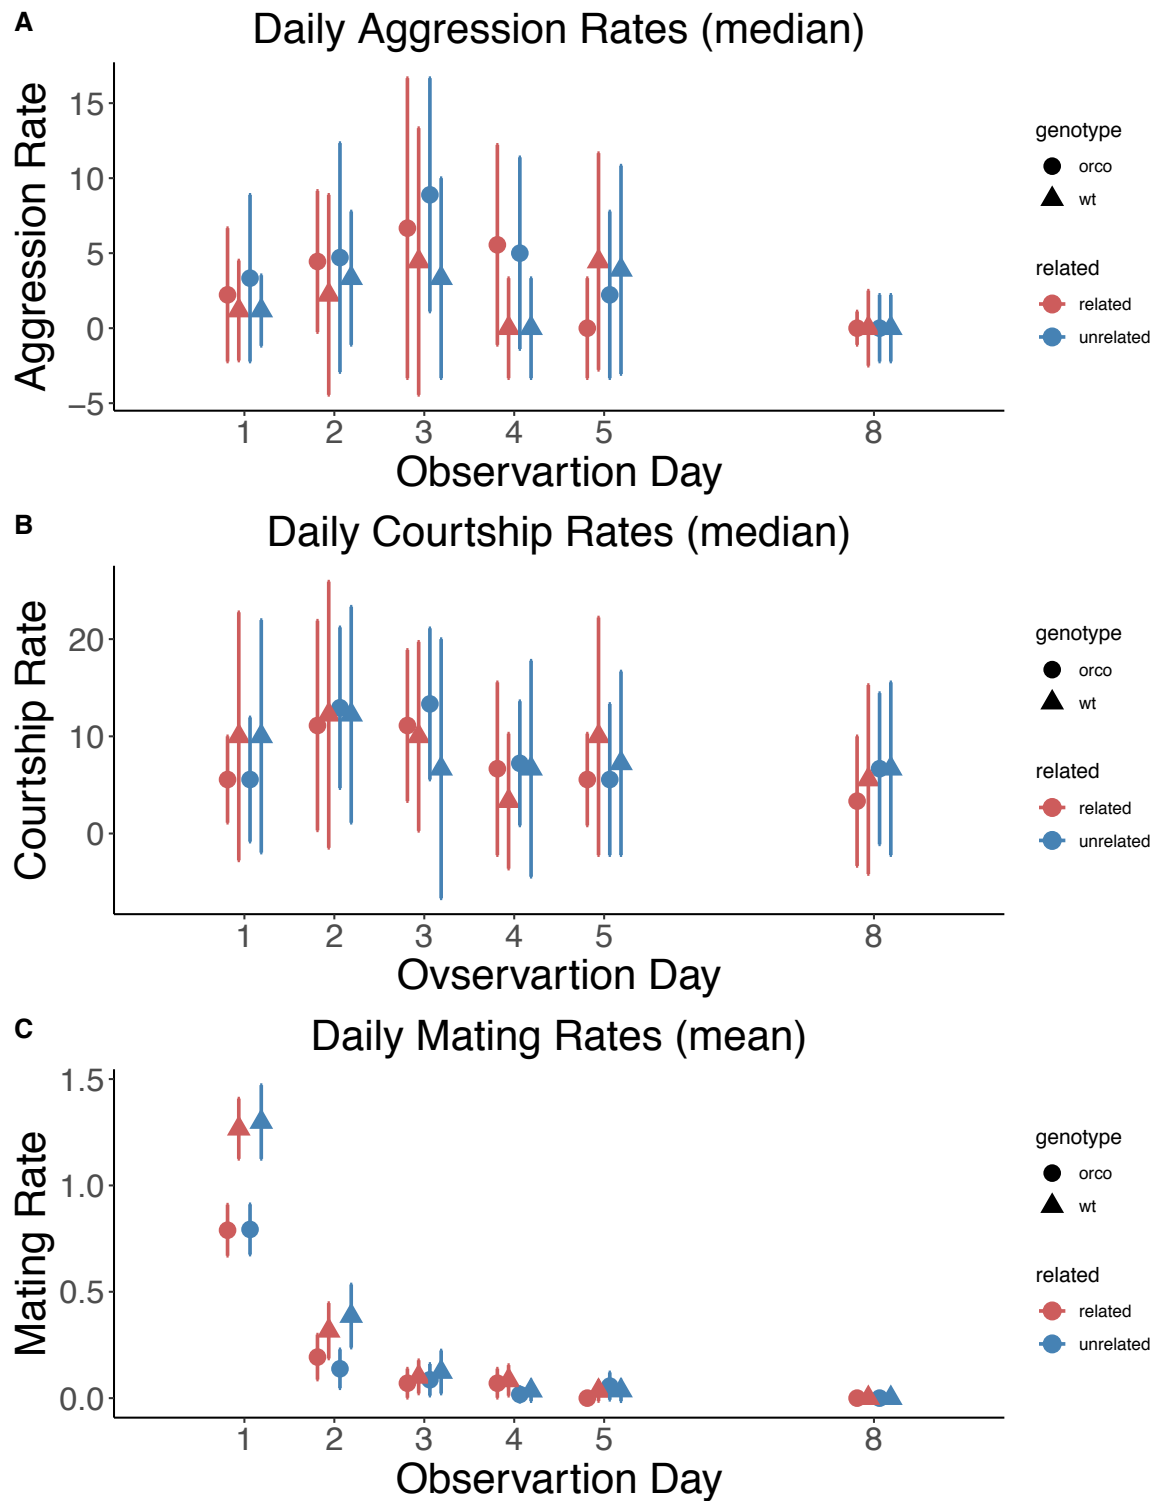 A
Daily Aggression Rates (median)
Aggression Rate
15
10
5
0
−5
1 2 3 4 5 8
Observartion Day
genotype
orco
wt
related
related
unrelated
B
Daily Courtship Rates (median)
Courtship Rate
20
10
0
1 2 3 4 5 8
Ovservartion Day
genotype
orco
wt
related
related
unrelated
C
Daily Mating Rates (mean)
Mating Rate
1.5
1.0
0.5
0.0
1 2 3 4 5 8
Observartion Day
genotype
orco
wt
related
related
unrelated